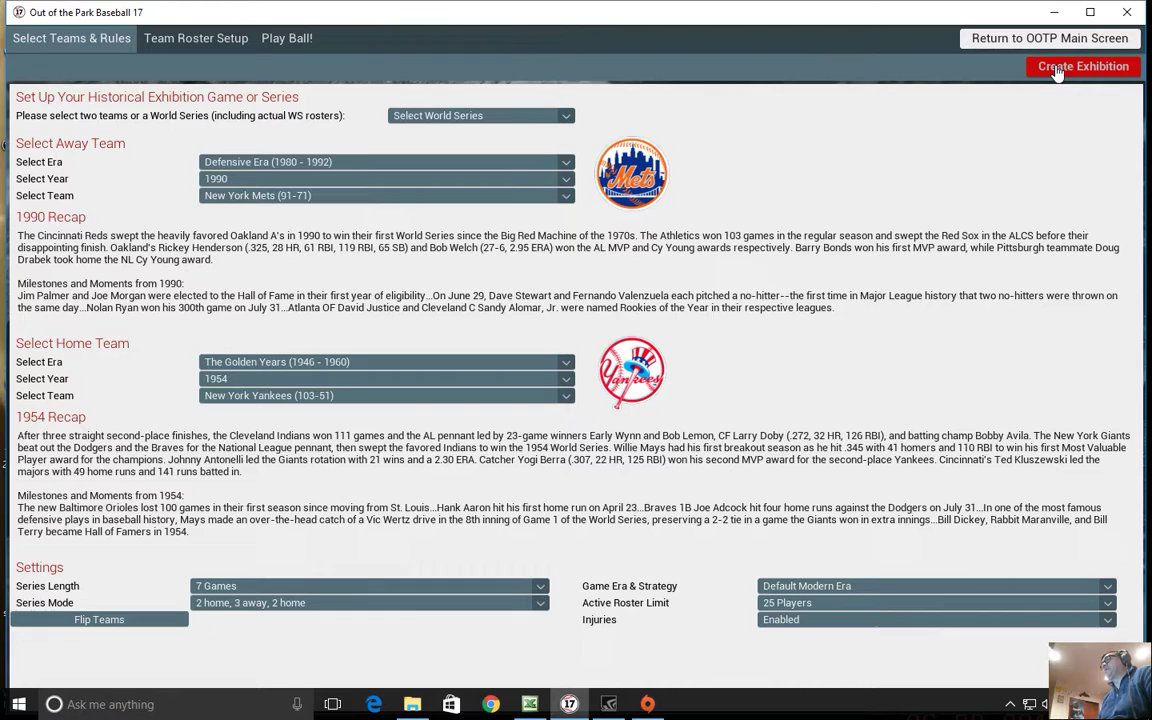 17 Out of the Park Baseball 17
Select Teams & Rules Team Roster Setup Play Ball! Return to OOTP Main Screen
Create Exhibition
Set Up Your Historical Exhibition Game or Series
Please select two teams or a World Series (including actual WS rosters): Select World Series
Select Away Team
Select Era Defensive Era (1980 - 1992)
Select Year 1990
Select Team New York Mets (91-71)
Mets
1990 Recap
The Cincinnati Reds swept the heavily favored Oakland A's in 1990 to win their first World Series since the Big Red Machine of the 1970s. The Athletics won 103 games in the regular season and swept the Red Sox in the ALCS before their
disappointing finish. Oakland's Rickey Henderson (.325, 28 HR, 61 RBI, 119 RBI, 65 SB) and Bob Welch (27-6, 2.95 ERA) won the AL MVP and Cy Young awards respectively. Barry Bonds won his first MVP award, while Pittsburgh teammate Doug
Drabek took home the NL Cy Young award.
Milestones and Moments from 1990:
Jim Palmer and Joe Morgan were elected to the Hall of Fame in their first year of eligibility...On June 29, Dave Stewart and Fernando Valenzuela each pitched a no-hitter--the first time in Major League history that two no-hitters were thrown on
the same day...Nolan Ryan won his 300th game on July 31...Atlanta OF David Justice and Cleveland C Sandy Alomar, Jr. were named Rookies of the Year in their respective leagues.
Select Home Team
Select Era The Golden Years (1946 - 1960)
Select Year 1954
Select Team New York Yankees (103-51)
Yankees
1954 Recap
After three straight second-place finishes, the Cleveland Indians won 111 games and the AL pennant led by 23-game winners Early Wynn and Bob Lemon, CF Larry Doby (.272, 32 HR, 126 RBI), and batting champ Bobby Avila. The New York Giants
beat out the Dodgers and the Braves for the National League pennant, then swept the favored Indians to win the 1954 World Series. Willie Mays had his first breakout season as he hit .345 with 41 homers and 110 RBI to win his first Most Valuable
Player award for the champions. Johnny Antonelli led the Giants rotation with 21 wins and a 2.30 ERA. Catcher Yogi Berra (.307, 22 HR, 125 RBI) won his second MVP award for the second-place Yankees. Cincinnati's Ted Kluszewski led the
majors with 49 home runs and 141 runs batted in.
Milestones and Moments from 1954:
The new Baltimore Orioles lost 100 games in their first season since moving from St. Louis...Hank Aaron hit his first home run on April 23...Braves 1B Joe Adcock hit four home runs against the Dodgers on July 31...In one of the most famous
defensive plays in baseball history, Mays made an over-the-head catch of a Vic Wertz drive in the 8th inning of Game 1 of the World Series, preserving a 2-2 tie in a game the Giants won in extra innings...Bill Dickey, Rabbit Maranville, and Bill
Terry became Hall of Famers in 1954.
Settings
Series Length 7 Games Game Era & Strategy Default Modern Era
Series Mode 2 home, 3 away, 2 home Active Roster Limit 25 Players
Flip Teams Injuries Enabled
Ask me anything 17